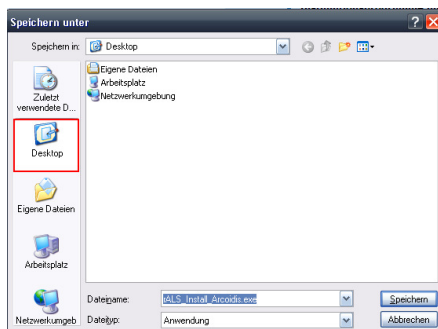 Speichern unter
Speichern in:
Desktop
Zuletzt
verwendete D...
Desktop
Eigene Dateien
Arbeitsplatz
Netzwerkumgeb
Eigene Dateien
Arbeitsplatz
Netzwerkumgebung
Dateiname:
rALS_Install_Arcoidis.exe
Speichern
Dateityp:
Anwendung
Abbrechen